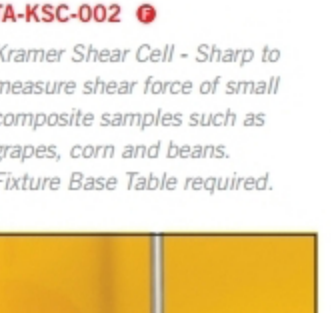 TA-KSC-002 F
Kramer Shear Cell - Sharp to
measure shear force of small
composite samples such as
grapes, corn and beans.
Fixture Base Table required.